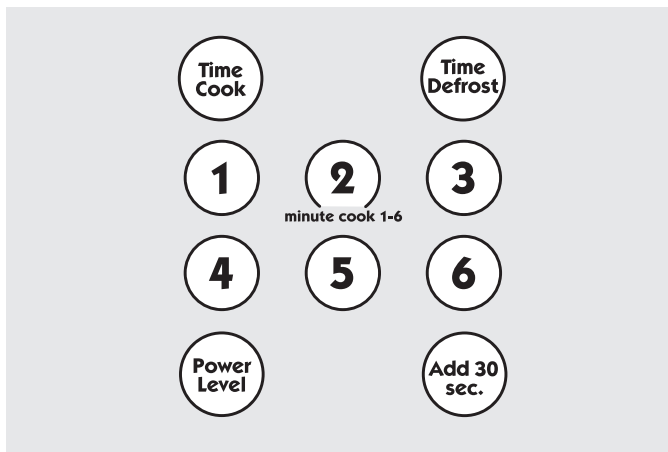 Time
Cook
Time
Defrost
1 2 3
minute cook 1-6
4 5 6
Power
Level
Add 30
sec.